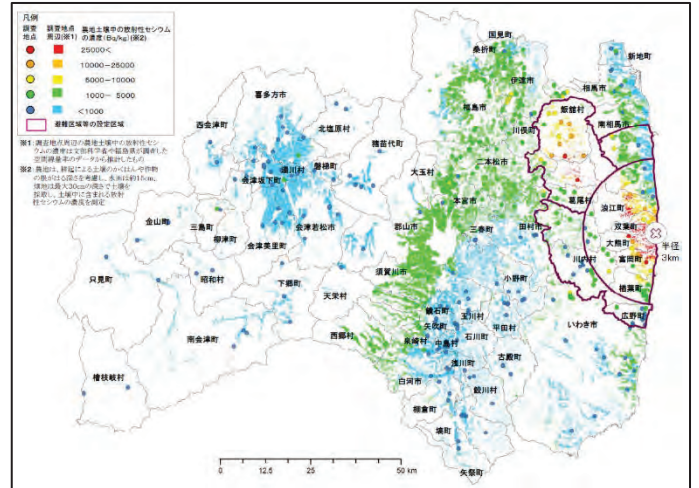 凡例
調査地点
調査地点周辺(※1)
農地土壌中の放射性セシウムの濃度(Bq/kg)(※2)
25000<
10000-25000
5000-10000
1000- 5000
<1000
避難区域等の設定区域
※1 調査地点周辺の農地土壌中の放射性セシウムの濃度は文部科学省や福島県が調査した空間線量率のデータから推計したもの
※2 農地は、耕起による土壌のかくはんや作物の根がはる深さを考慮し、水田は約15cm、畑地は最大30cmの深さで土壌を採取し、土壌中に含まれる放射性セシウムの濃度を測定
国見町
桑折町
新地町
伊達市
相馬市
福島市
飯舘村
喜多方市
北塩原村
川俣町
南相馬市
西会津町
猪苗代町
湯川村
磐梯町
二本松市
大玉村
会津坂下町
本宮市
葛尾村
浪江町
金山町
三島町
柳津町
会津若松市
郡山市
三春町
田村市
双葉町
半径
3km
大熊町
会津美里町
只見町
昭和村
須賀川市
川内村
富田町
小野町
楢葉町
下郷町
天栄村
鏡石町
玉川村
広野町
南会津町
西郷村
矢吹町
平田村
いわき市
泉崎村
中島村
石川町
古殿町
浅川町
白河市
鮫川村
檜枝岐村
棚倉町
塙町
矢祭町
0 12.5 25 50 km